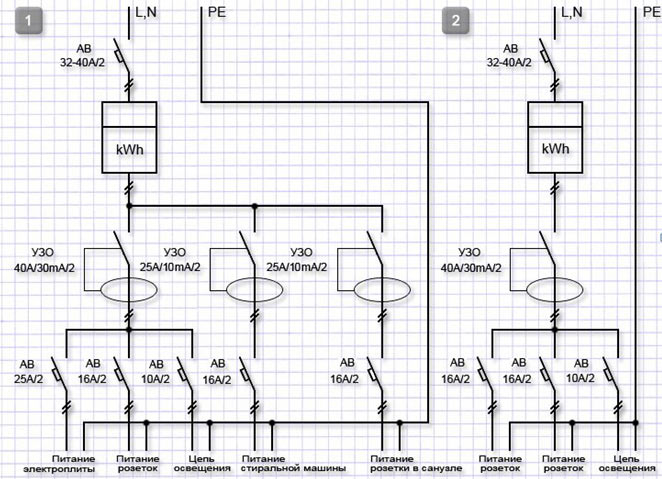 1
L,N
PE
АВ
32-40А/2
kWh
УЗО
40А/30mA/2
УЗО
25А/10mA/2
УЗО
25А/10mA/2
АВ
25А/2
АВ
16А/2
АВ
10А/2
АВ
16А/2
АВ
16А/2
Питание
электроплиты
Питание
розеток
Цепь
освещения
Питание
стиральной машины
Питание
розетки в санузле
2
L,N
PE
АВ
32-40А/2
kWh
УЗО
40А/30mA/2
АВ
16А/2
АВ
16А/2
АВ
10А/2
Питание
розеток
Питание
розеток
Цепь
освещения